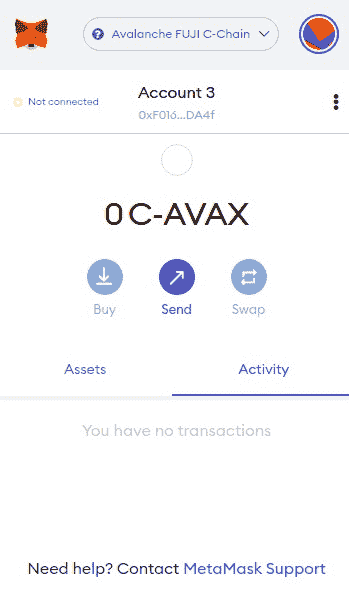 Avalanche FUJI C-Chain
Not connected
Account 3
0xF016...DA4f
0 C-AVAX
Buy
Send
Swap
Assets
Activity
You have no transactions
Need help? Contact MetaMask Support